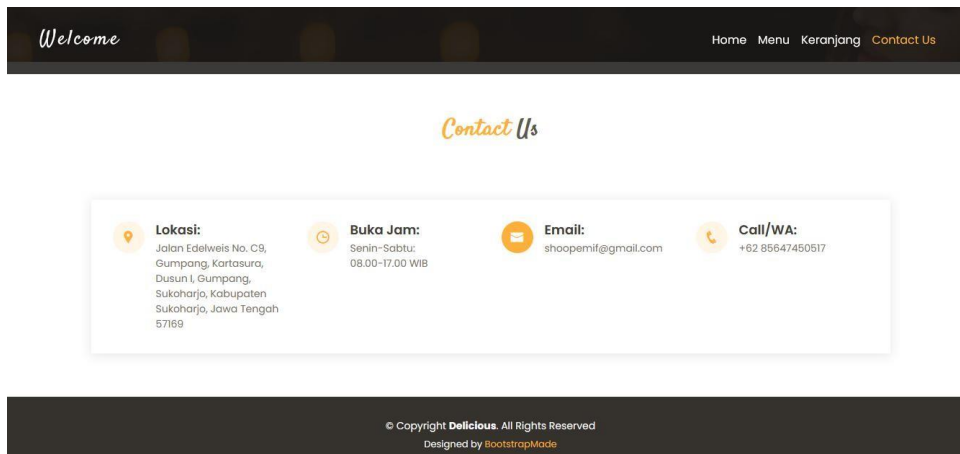 Welcome
Home Menu Keranjang Contact Us
Contact Us
Lokasi:
Jalan Edelweis No. C9,
Gumpang, Kartasura,
Dusun I, Gumpang,
Sukoharjo, Kabupaten
Sukoharjo, Jawa Tengah
57169
Buka Jam:
Senin-Sabtu:
08.00-17.00 WIB
Email:
shoopemif@gmail.com
Call/WA:
+62 85647450517
© Copyright Delicious. All Rights Reserved
Designed by BootstrapMade